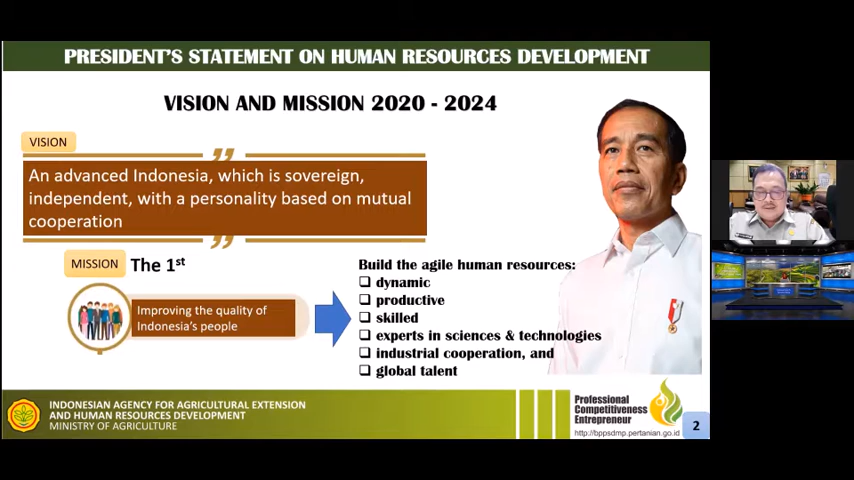 PRESIDENT'S STATEMENT ON HUMAN RESOURCES DEVELOPMENT
VISION AND MISSION 2020 - 2024
VISION
An advanced Indonesia, which is sovereign,
independent, with a personality based on mutual
cooperation
MISSION
The 1st
Improving the quality of
Indonesia's people
Build the agile human resources:
dynamic
productive
skilled
experts in sciences & technologies
industrial cooperation, and
global talent
INDONESIAN AGENCY FOR AGRICULTURAL EXTENSION
AND HUMAN RESOURCES DEVELOPMENT
MINISTRY OF AGRICULTURE
Professional
Competitiveness
Entrepreneur
http://bppsdmp.pertanian.go.id
2